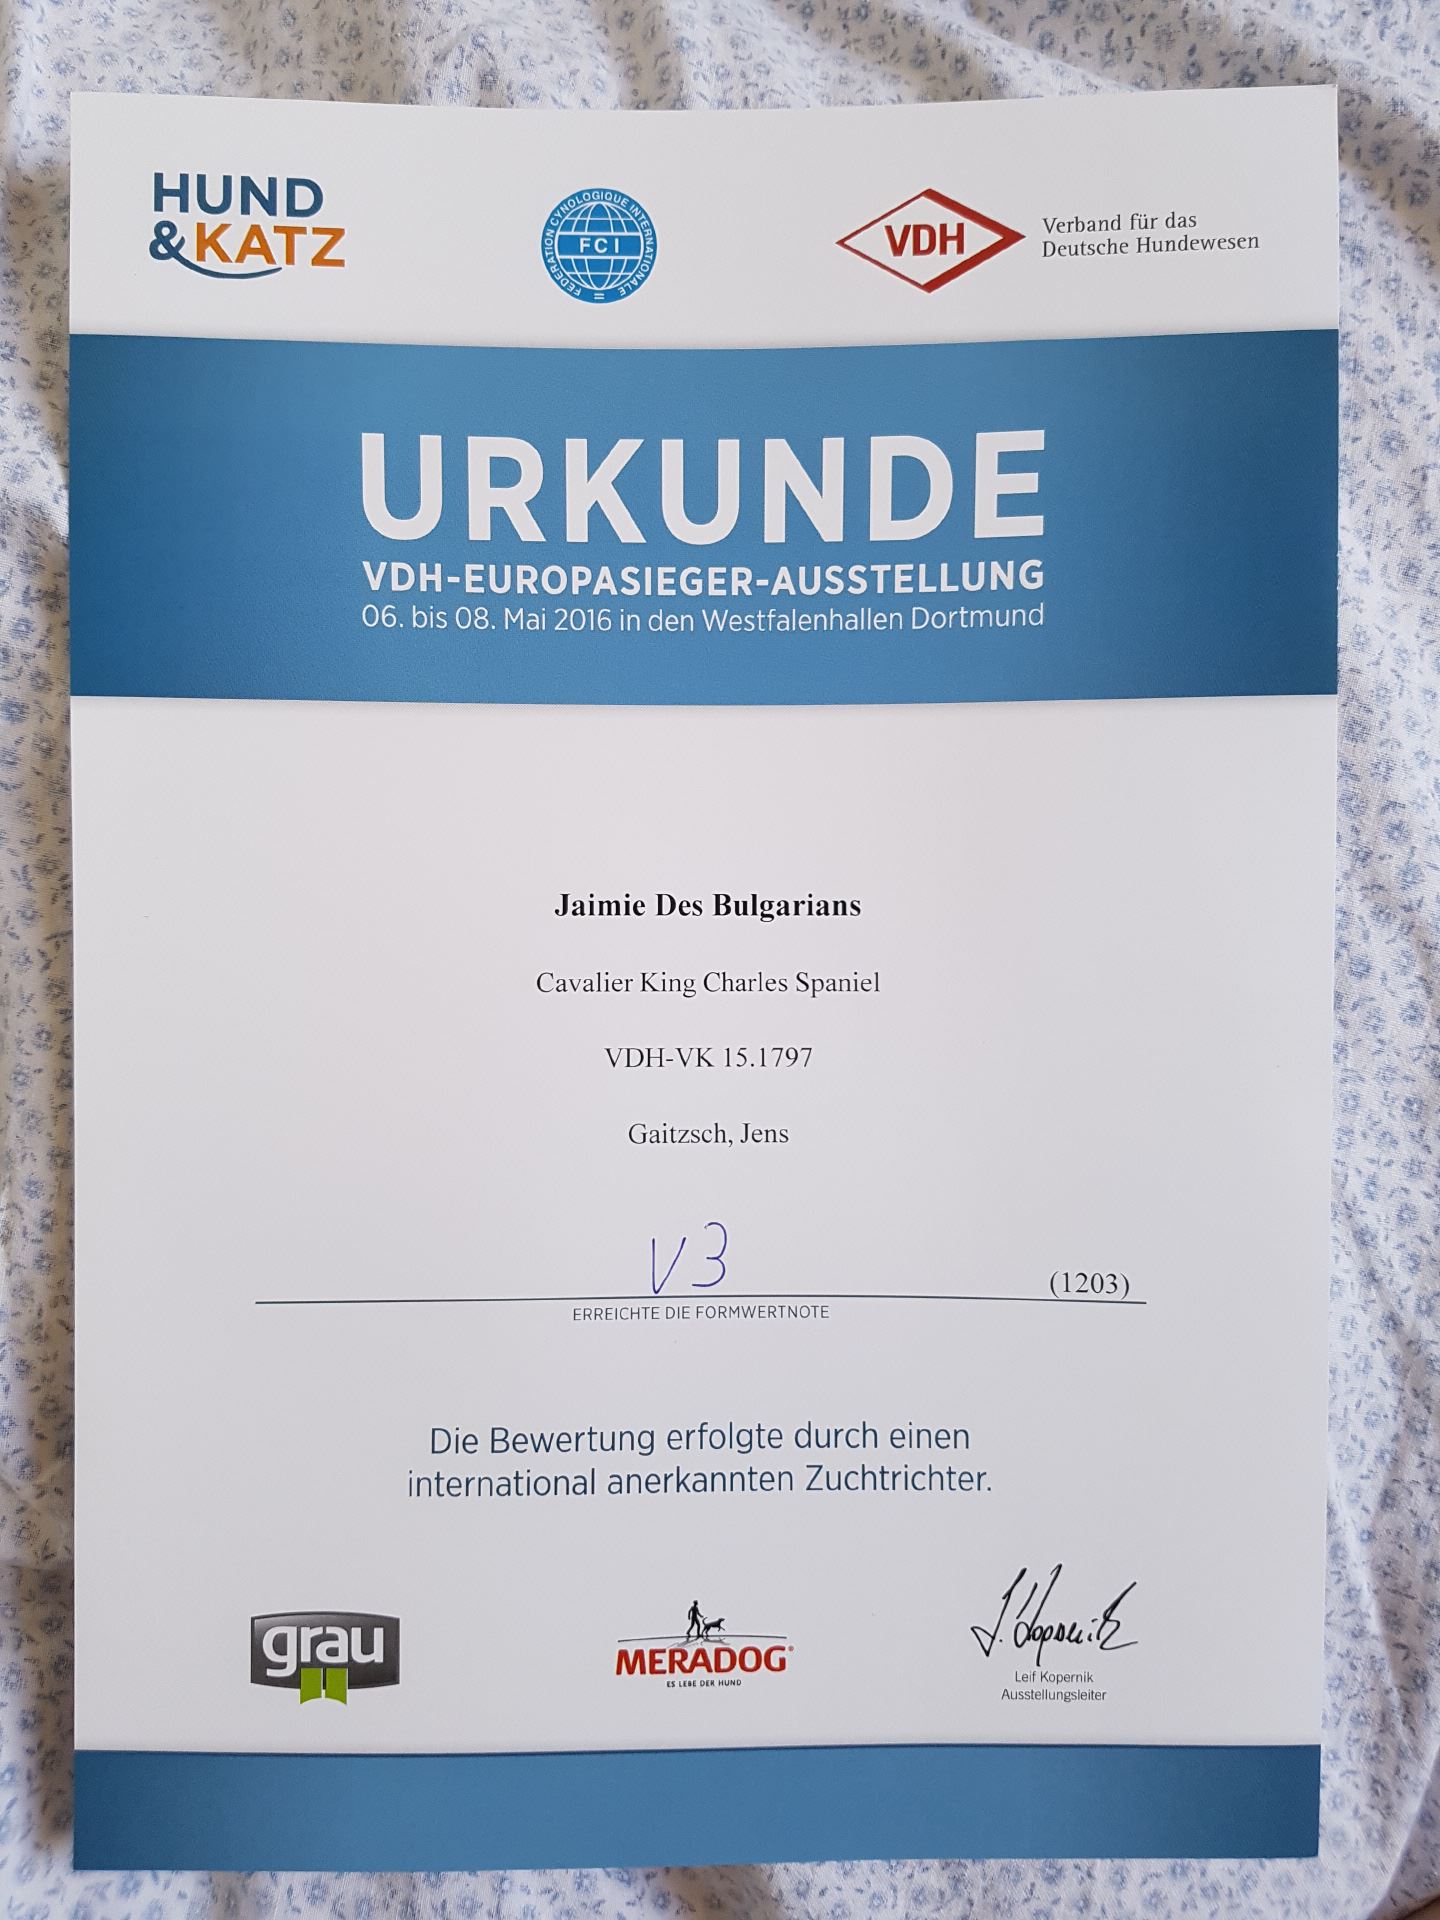 HUND
&KATZ
FEDERATION CYNOLOGIQUE INTERNATIONALE
FCI
VDH
Verband für das
Deutsche Hundewesen
URKUNDE
VDH-EUROPASIEGER-AUSSTELLUNG
06. bis 08. Mai 2016 in den Westfalenhallen Dortmund
Jaimie Des Bulgarians
Cavalier King Charles Spaniel
VDH-VK 15.1797
Gaitzsch, Jens
V3
(1203)
ERREICHTE DIE FORMWERTNOTE
Die Bewertung erfolgte durch einen
international anerkannten Zuchtrichter.
grau
MERADOG®
ES LEBE DER HUND
L. Kopernik
Leif Kopernik
Ausstellungsleiter